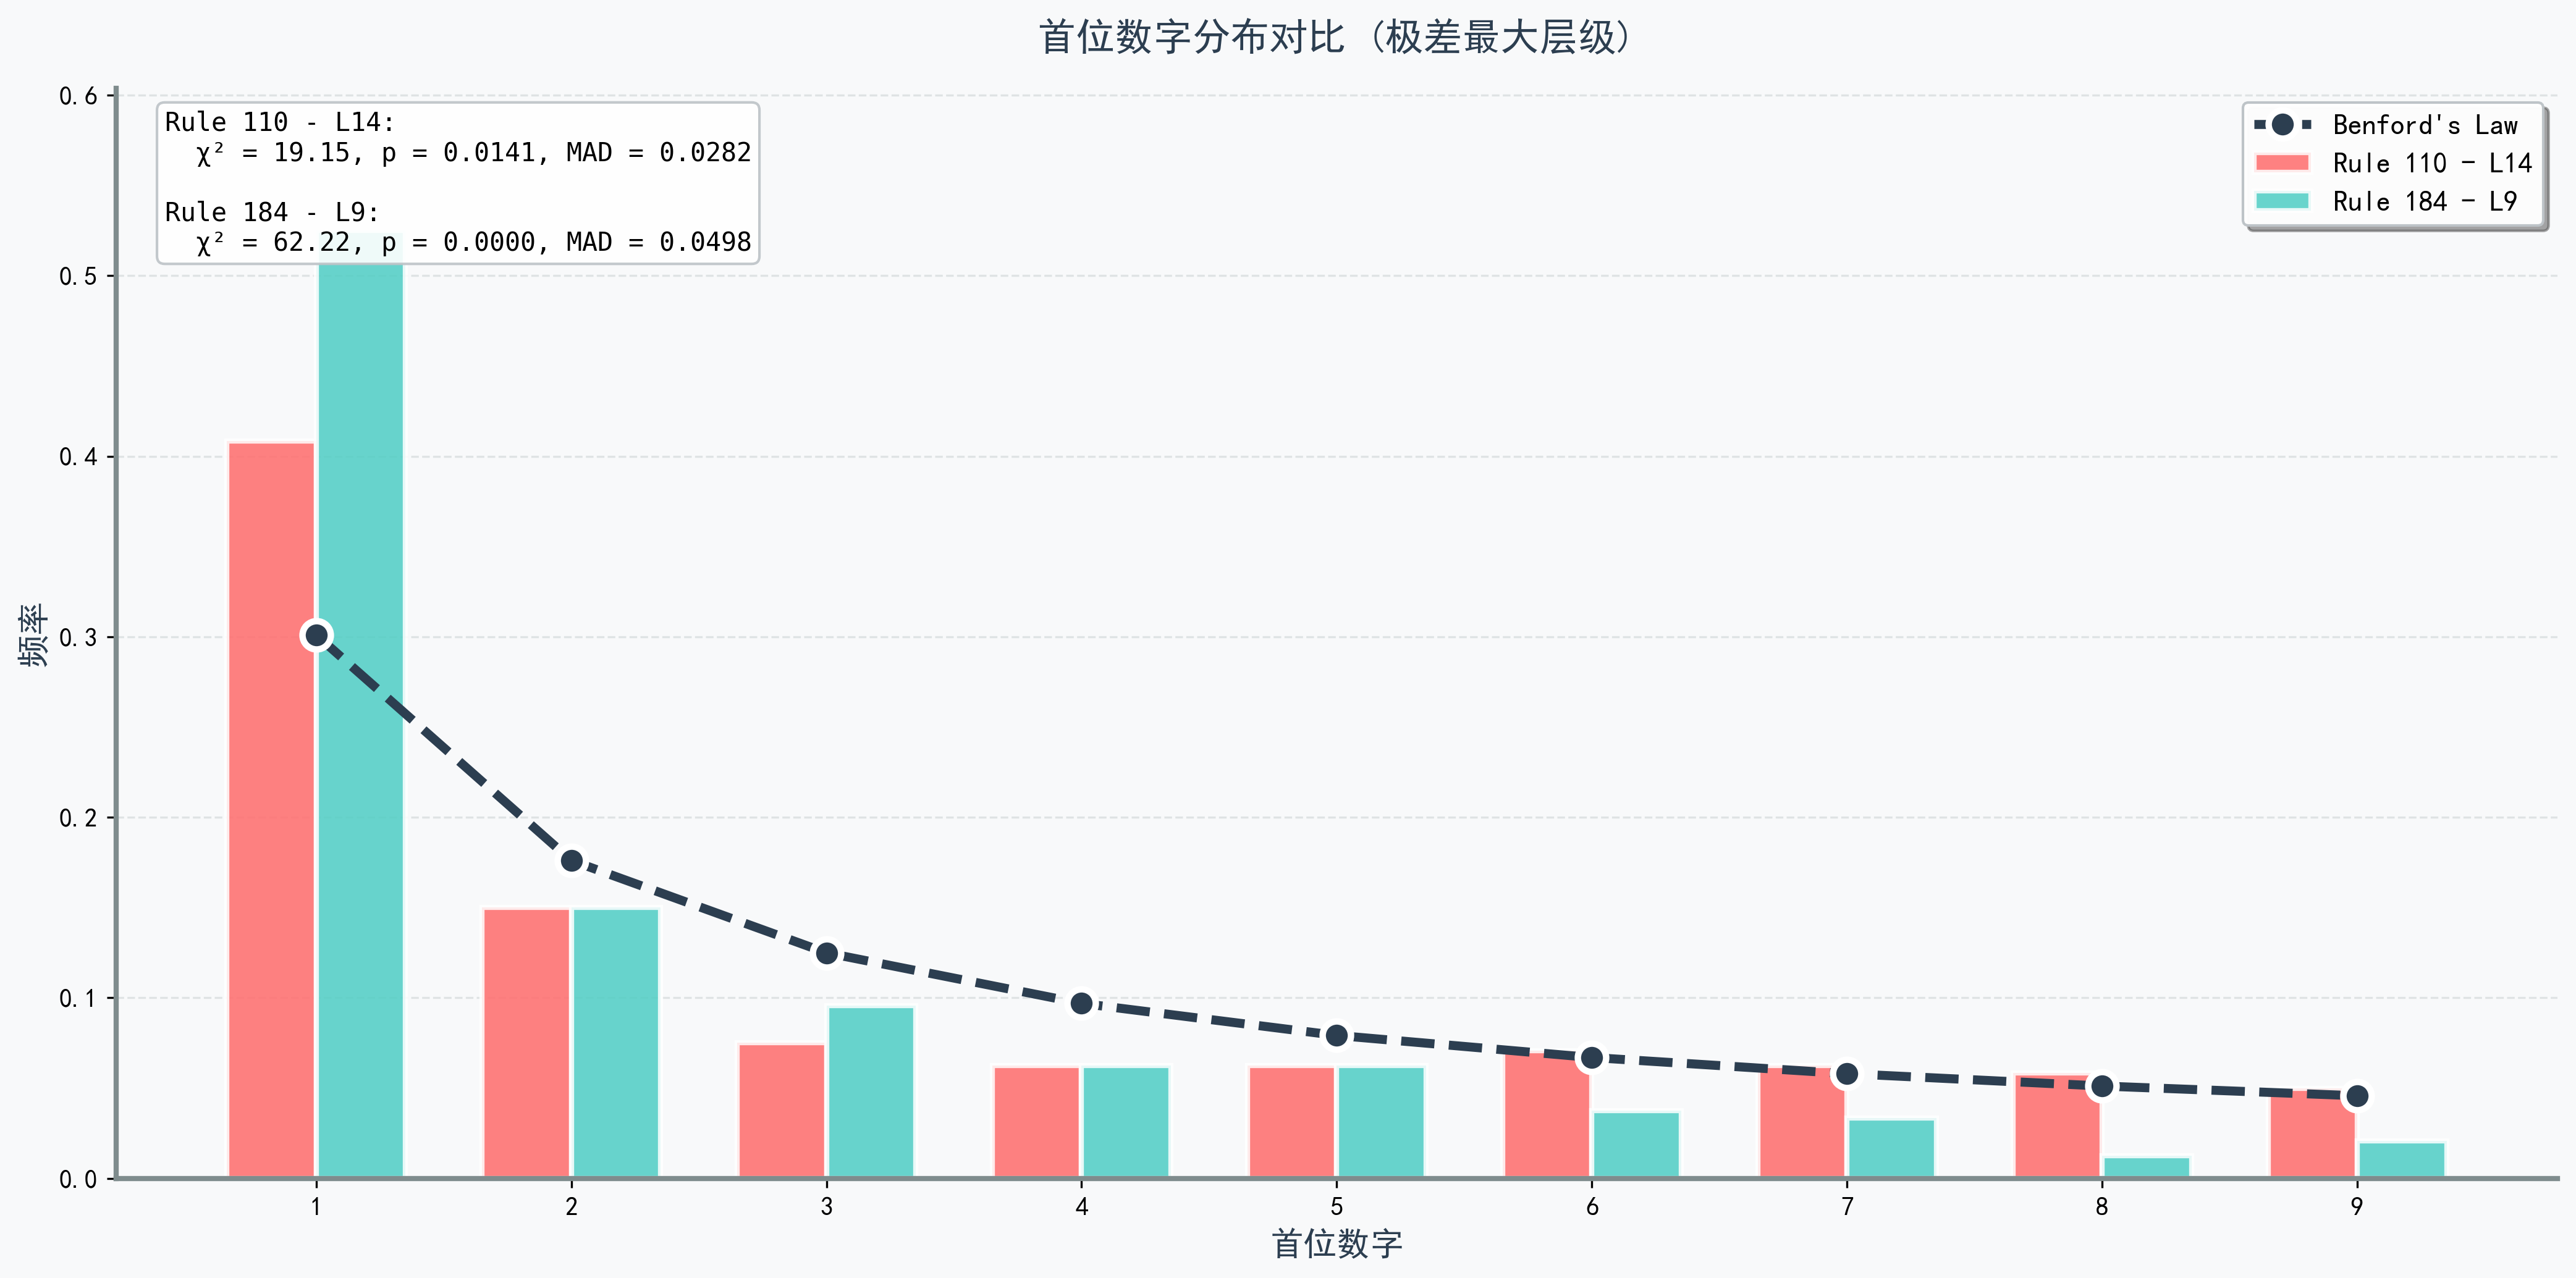 首位数字分布对比 (极差最大层级)
Rule 110 - L14:
χ² = 19.15, p = 0.0141, MAD = 0.0282
Rule 184 - L9:
χ² = 62.22, p = 0.0000, MAD = 0.0498
Benford's Law
Rule 110 - L14
Rule 184 - L9
频率
0.6
0.5
0.4
0.3
0.2
0.1
0.0
1 2 3 4 5 6 7 8 9
首位数字